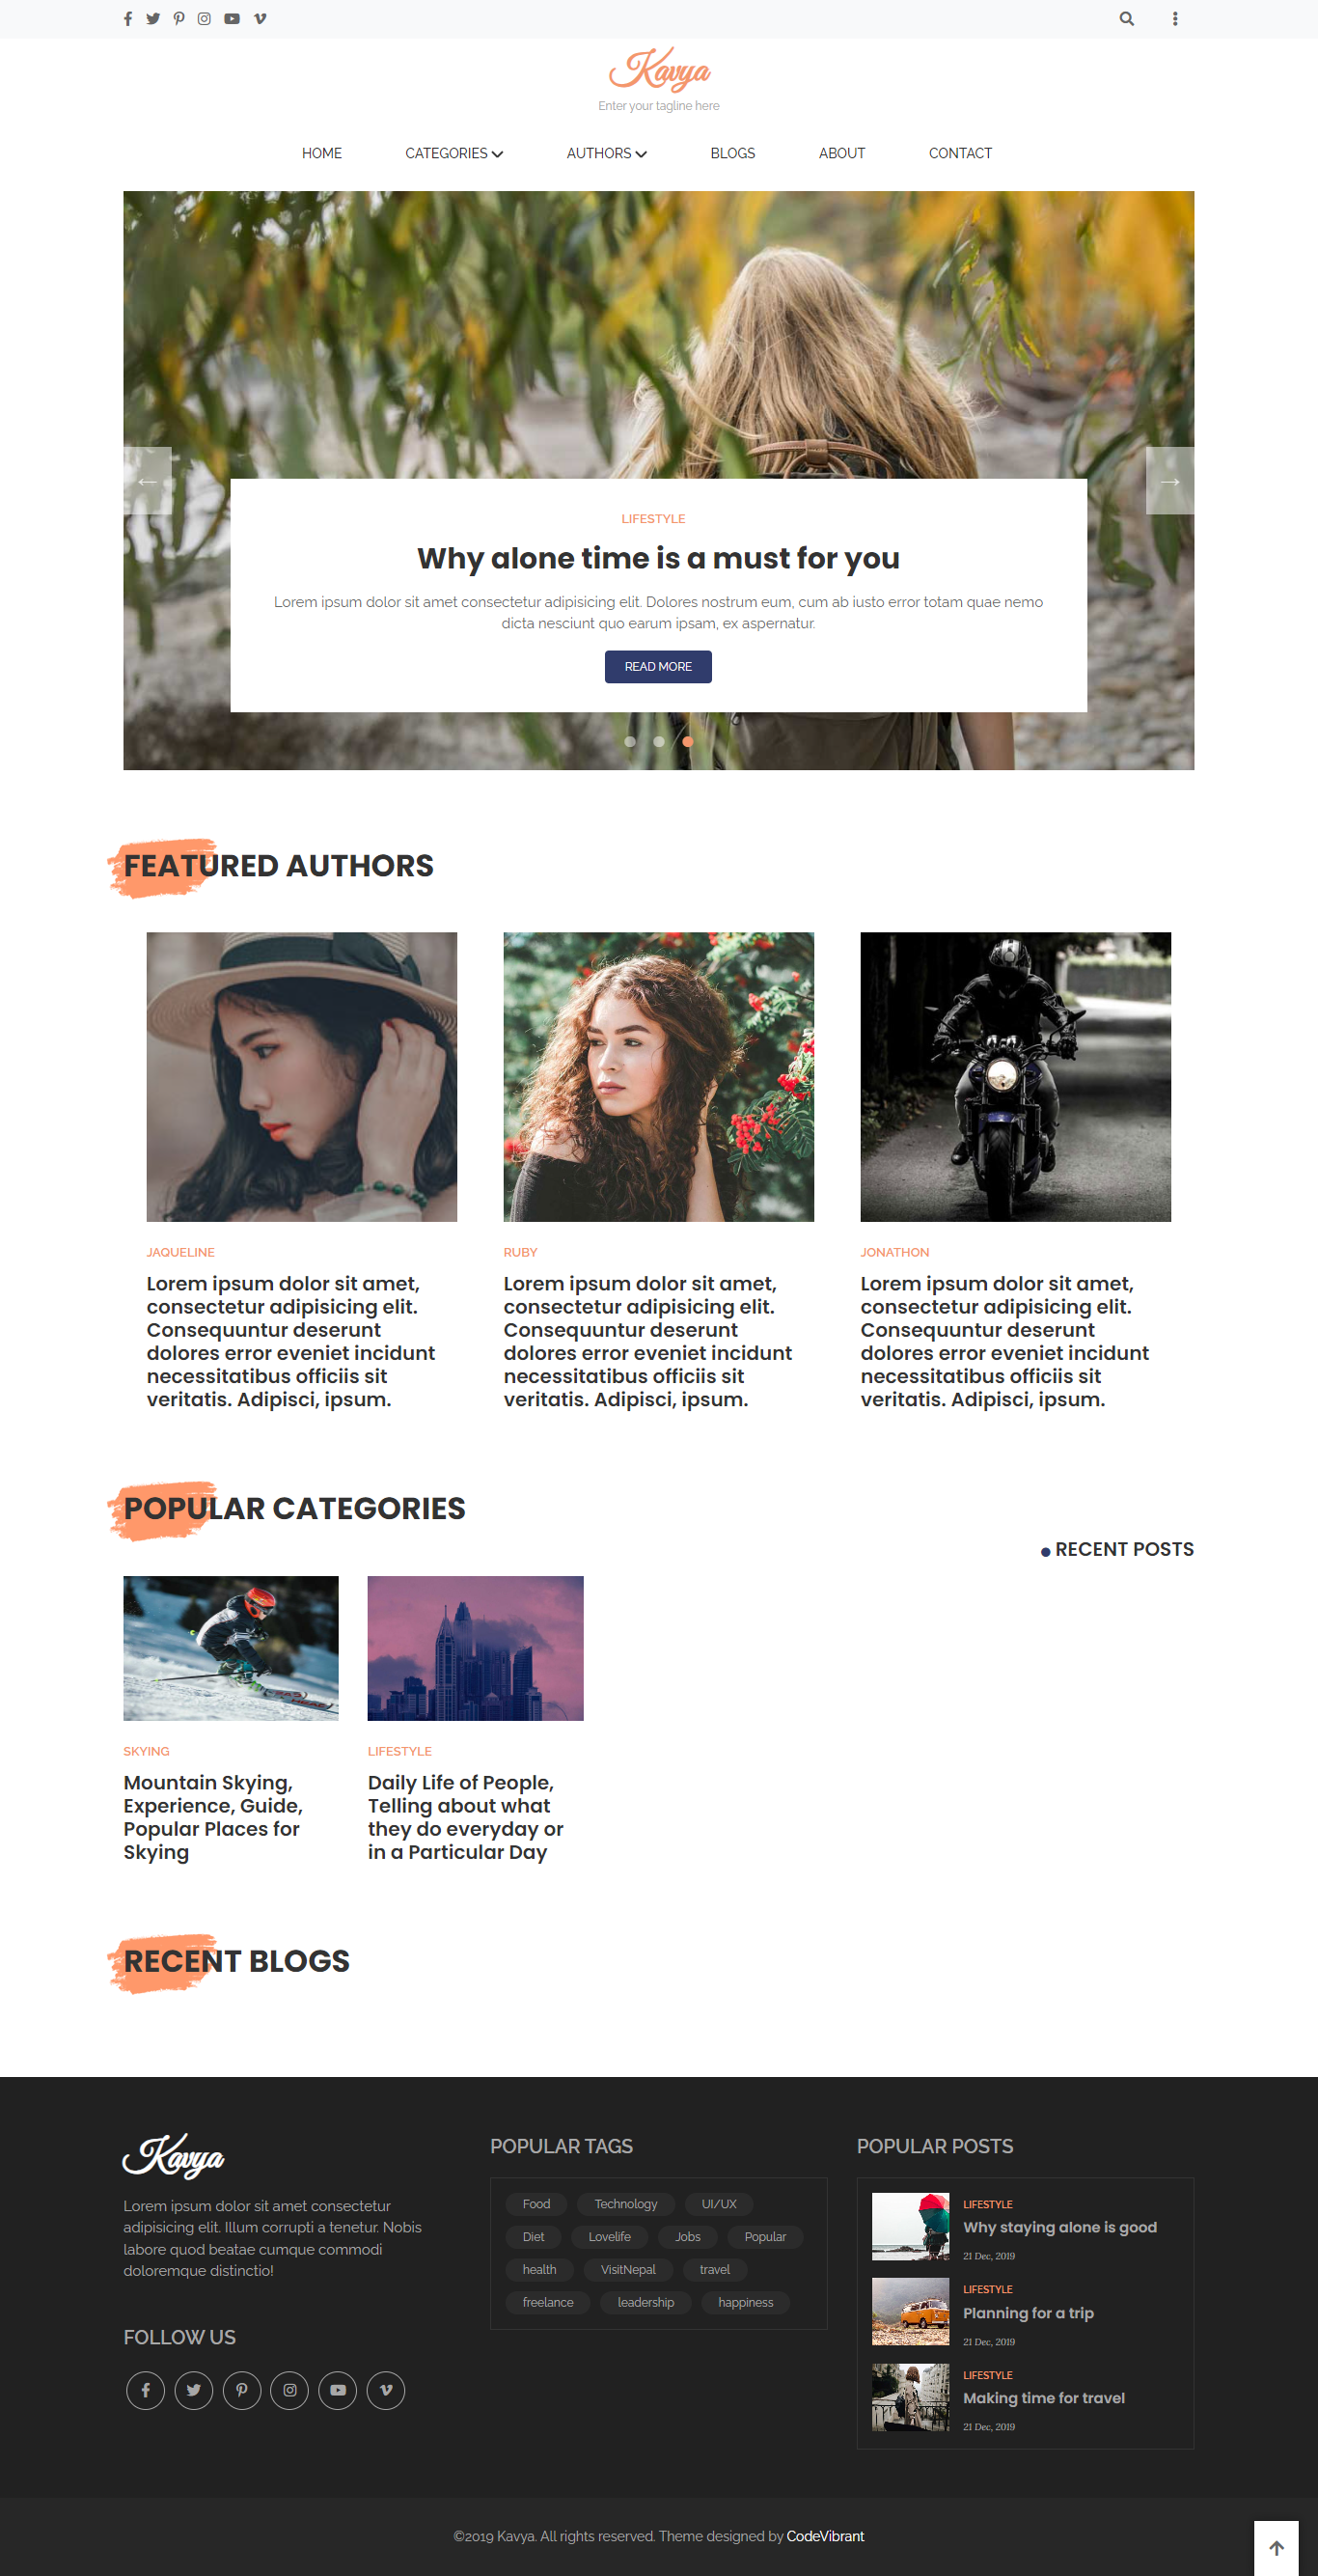 Kavya
Enter your tagline here
HOME
CATEGORIES
AUTHORS
BLOGS
ABOUT
CONTACT
←
→
LIFESTYLE
Why alone time is a must for you
Lorem ipsum dolor sit amet consectetur adipisicing elit. Dolores nostrum eum, cum ab iusto error totam quae nemo
dicta nesciunt quo earum ipsam, ex aspernatur.
READ MORE
FEATURED AUTHORS
JAQUELINE
Lorem ipsum dolor sit amet,
consectetur adipisicing elit.
Consequuntur deserunt
dolores error eveniet incidunt
necessitatibus officiis sit
veritatis. Adipisci, ipsum.
RUBY
Lorem ipsum dolor sit amet,
consectetur adipisicing elit.
Consequuntur deserunt
dolores error eveniet incidunt
necessitatibus officiis sit
veritatis. Adipisci, ipsum.
JONATHON
Lorem ipsum dolor sit amet,
consectetur adipisicing elit.
Consequuntur deserunt
dolores error eveniet incidunt
necessitatibus officiis sit
veritatis. Adipisci, ipsum.
POPULAR CATEGORIES
RECENT POSTS
SKYING
Mountain Skying,
Experience, Guide,
Popular Places for
Skying
LIFESTYLE
Daily Life of People,
Telling about what
they do everyday or
in a Particular Day
RECENT BLOGS
Kavya
Lorem ipsum dolor sit amet consectetur
adipisicing elit. Illum corrupti a tenetur. Nobis
labore quod beatae cumque commodi
doloremque distinctio!
FOLLOW US
POPULAR TAGS
Food
Technology
UI/UX
Diet
Lovelife
Jobs
Popular
health
VisitNepal
travel
freelance
leadership
happiness
POPULAR POSTS
LIFESTYLE
Why staying alone is good
21 Dec, 2019
LIFESTYLE
Planning for a trip
21 Dec, 2019
LIFESTYLE
Making time for travel
21 Dec, 2019
©2019 Kavya. All rights reserved. Theme designed by CodeVibrant